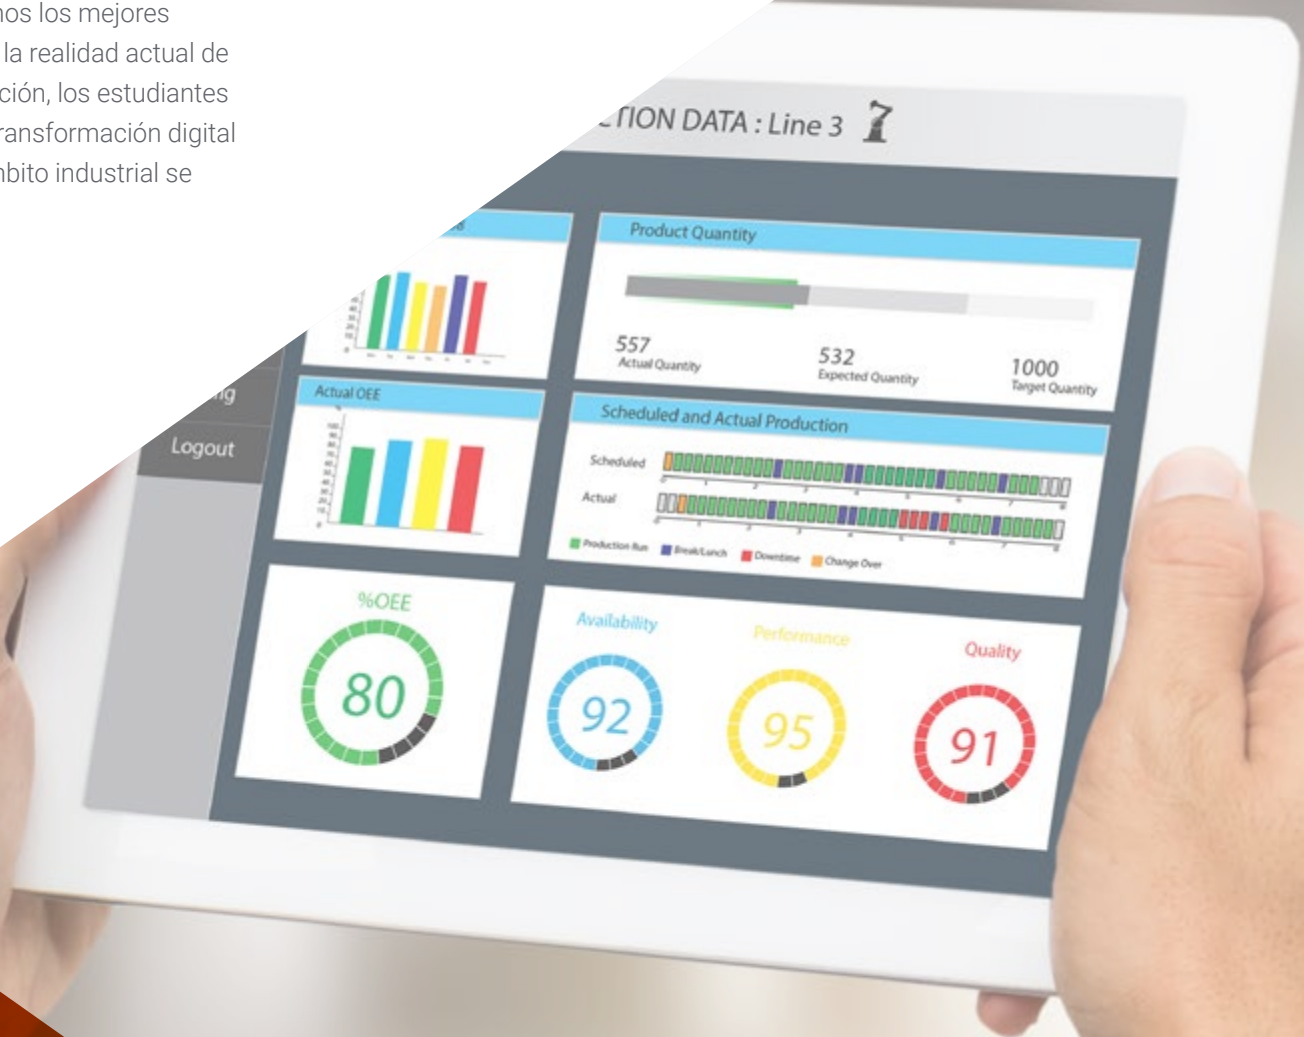 nos los mejores
la realidad actual de
ción, los estudiantes
ransformación digital
nbito industrial se
CTION DATA : Line 3
Product Quantity
557
Actual Quantity
532
Expected Quantity
1000
Target Quantity
ng
Logout
Actual OEE
Scheduled and Actual Production
Scheduled
Actual
Production Run
Break/Lunch
Downtime
Change Over
%OEE
80
Availability
92
Performance
95
Quality
91